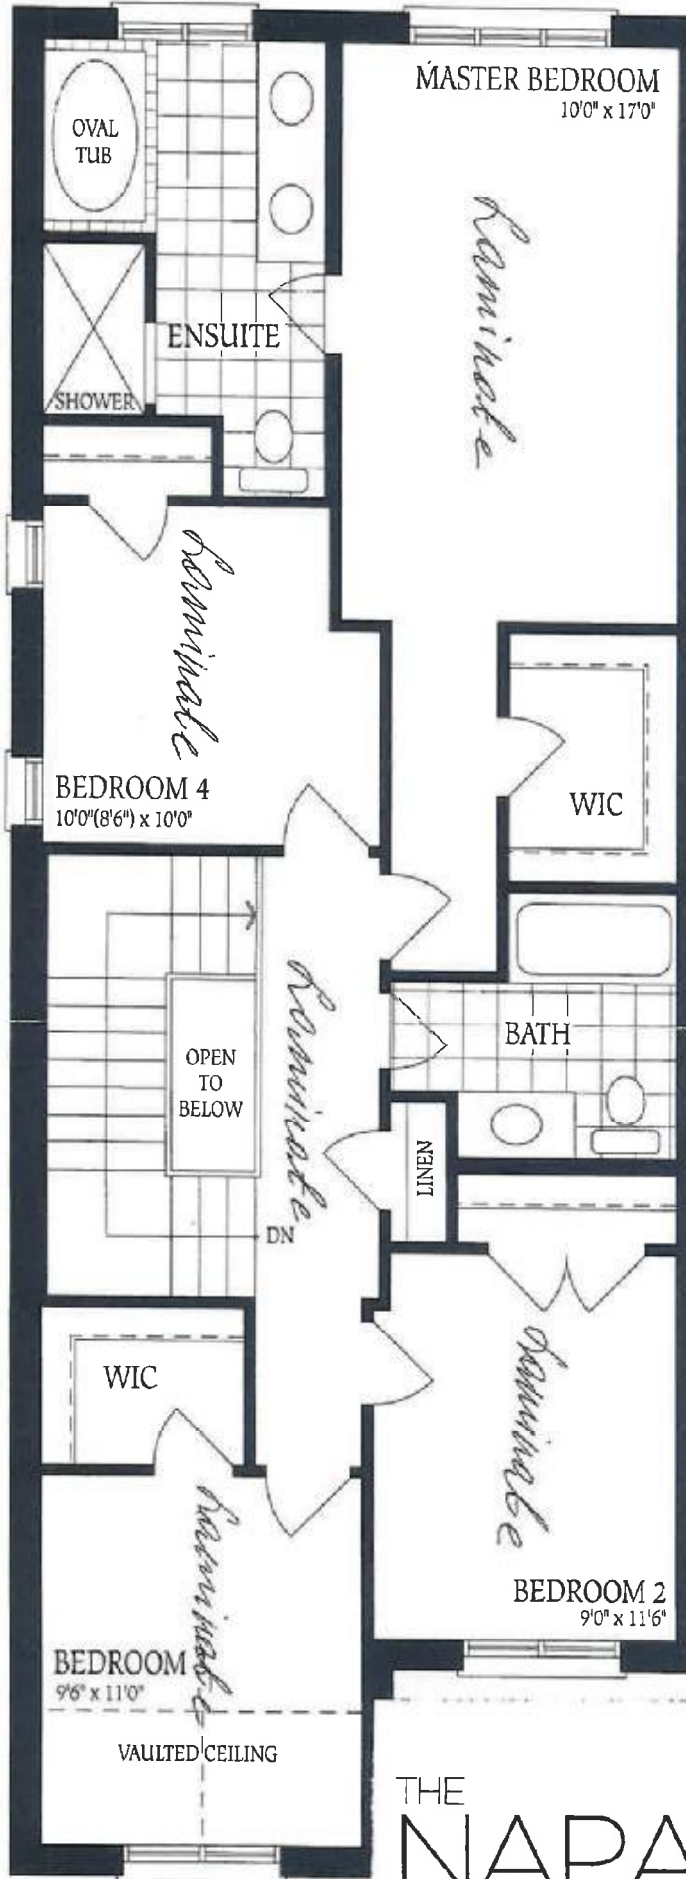 MASTER BEDROOM
10'0" x 17'0"
OVAL
TUB
Laminate
ENSUITE
SHOWER
Laminate
BEDROOM 4
10'0"(8'6") x 10'0"
WIC
Laminate
BATH
OPEN
TO
BELOW
LINEN
DN
WIC
Laminate
Laminate
BEDROOM 2
9'0" x 11'6"
BEDROOM
9'6" x 11'0"
VAULTED CEILING
THE
NAPA